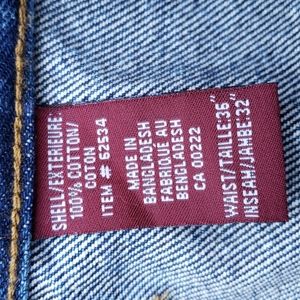 SHELL/EXTERIEURE:
100% COTTON/
COTON
ITEM # 62534
MADE IN
BANGLADESH
FABRIQUE AU
BENGLADESH
CA 00222
WAIST/TAILLE:36"
INSEAM/JAMBE:32"